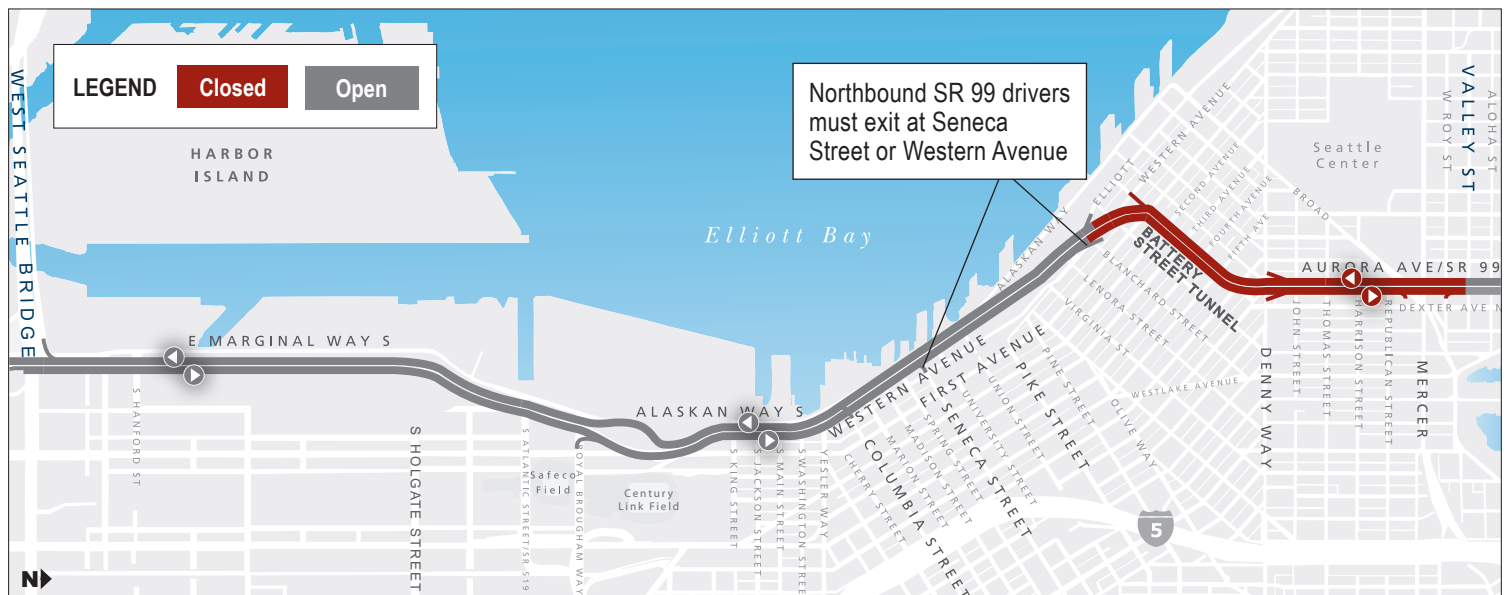 LEGEND
Closed
Open
Northbound SR 99 drivers
must exit at Seneca
Street or Western Avenue
WEST SEATTLE BRIDGE
HARBOR
ISLAND
Elliott Bay
E MARGINAL WAY S
ALASKAN WAY S
ALASKAN WAY
ELLIOTT
WESTERN AVENUE
SECOND AVENUE
THIRD AVENUE
FOURTH AVENUE
FIFTH AVE
BROAD
Seattle
Center
VALLEY ST
W ROY ST
ALOHA ST
BATTERY
STREET TUNNEL
AURORA AVE/SR 99
DEXTER AVE N
BLANCHARD STREET
LENORA STREET
VIRGINIA ST
WESTERN AVENUE
FIRST AVENUE
PINE STREET
PIKE STREET
UNION STREET
UNIVERSITY STREET
SENECA STREET
SPRING STREET
MADISON STREET
MARION STREET
COLUMBIA STREET
CHERRY STREET
YESLER WAY
S WASHINGTON STREET
S MAIN STREET
S JACKSON STREET
S KING STREET
WESTLAKE AVENUE
OLIVE WAY
DENNY WAY
JOHN STREET
THOMAS STREET
HARRISON STREET
REPUBLICAN STREET
MERCER
S HANFORD ST
S HOLGATE STREET
S ATLANTIC STREET/SR 519
Safeco
Field
ROYAL BROUGHAM WAY
Century
Link Field
5
N